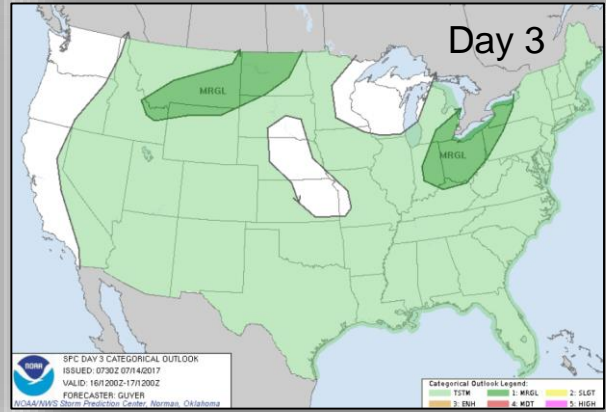 Day 3
MRGL
MRGL
NOAA
SPC DAY 3 CATEGORICAL OUTLOOK
ISSUED: 0730Z 07/14/2017
VALID: 16/1200Z-17/1200Z
FORECASTER: GUYER
NOAA/NWS Storm Prediction Center, Norman, Oklahoma
Categorical Outlook Legend:
TSTM 1: MRGL 2: SLGT
3: ENH 4: MDT 5: HIGH